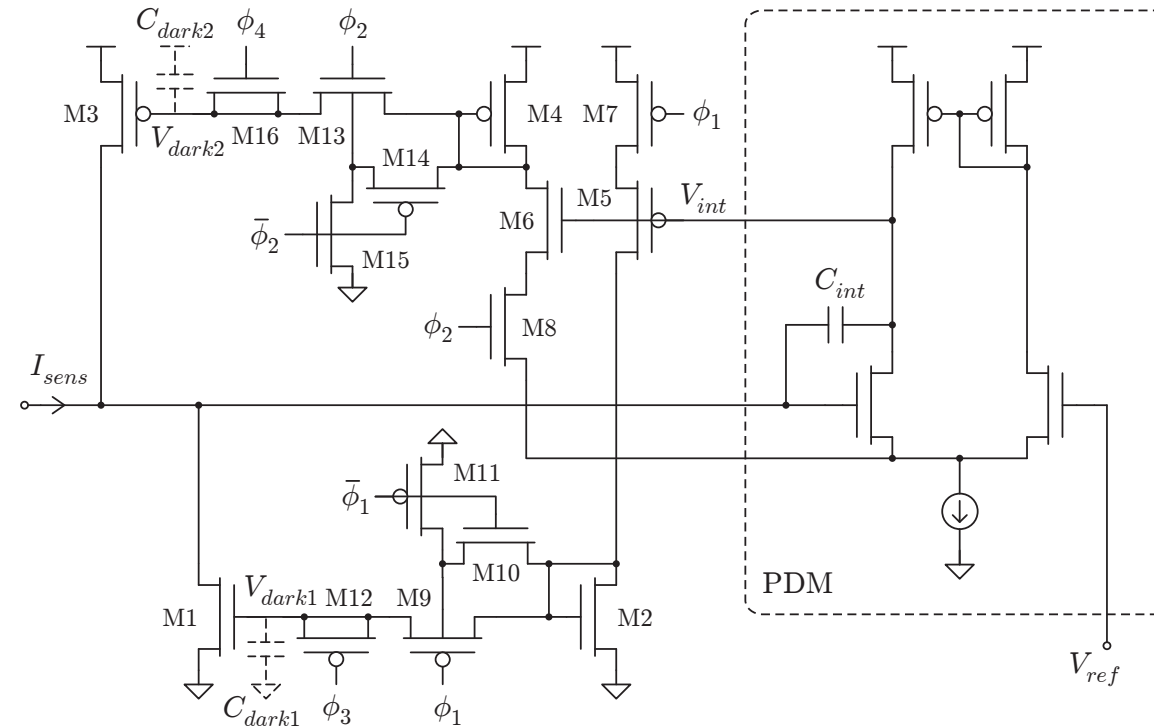 C_dark2
ϕ_4
ϕ_2
M3
V_dark2
M16
M13
M4
M7
ϕ_1
M14
M5
V_int
M6
ϕ̄_2
M15
C_int
ϕ_2
M8
I_sens
M11
ϕ̄_1
M10
PDM
V_dark1
M12
M9
M1
M2
V_ref
C_dark1
ϕ_3
ϕ_1